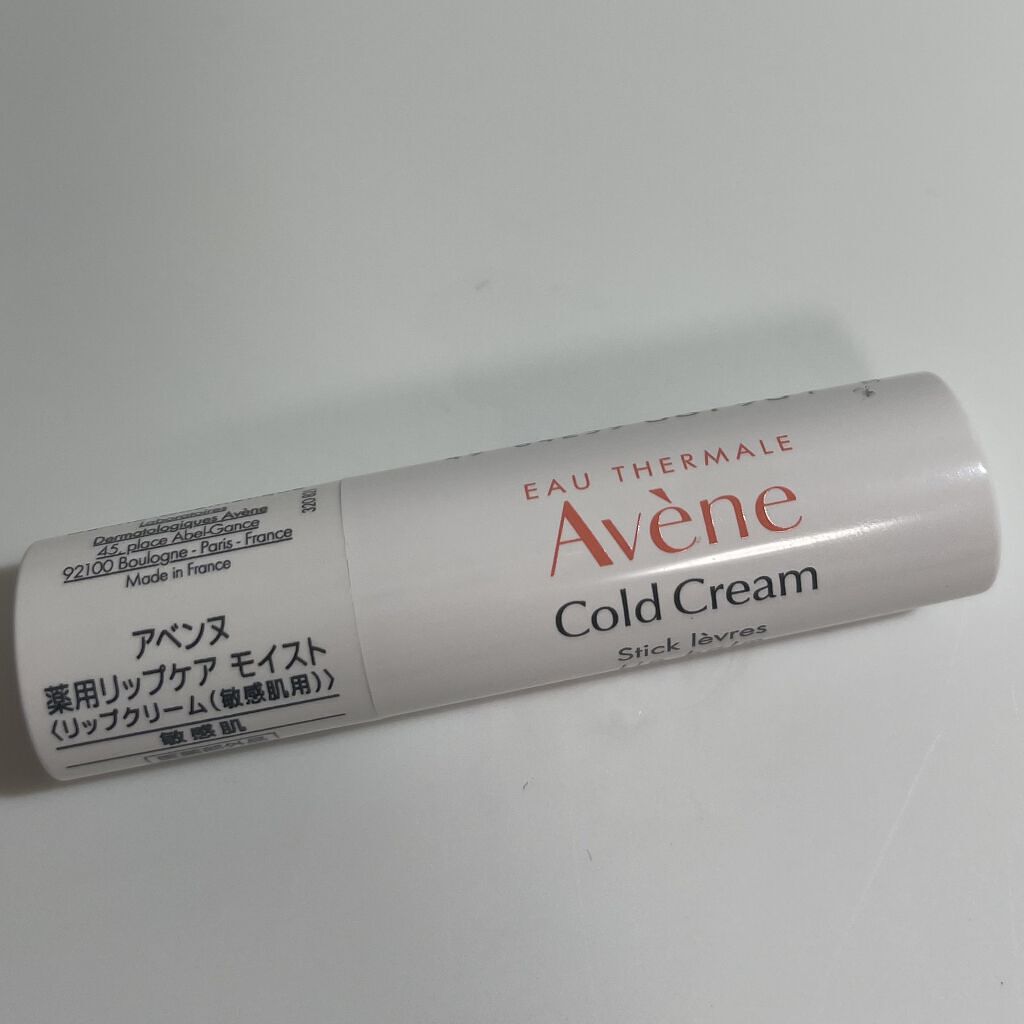 EAU THERMALE
Avène
Cold Cream
Stick lèvres
Laboratoires
Dermatologiques Avène
45, place Abel-Gance
92100 Boulogne - Paris - France
Made in France
アベンヌ
薬用リップケア モイスト
〈リップクリーム(敏感肌用)〉
敏感肌